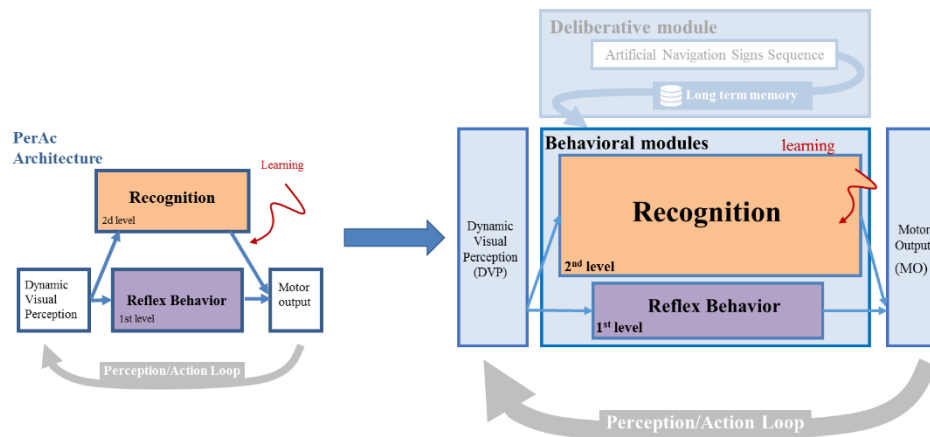 PerAc
Architecture
Learning
Recognition
2d level
Dynamic
Visual
Perception
Reflex Behavior
1st level
Motor
output
Perception/Action Loop
Deliberative module
Artificial Navigation Signs Sequence
Long term memory
Behavioral modules
learning
Dynamic
Visual
Perception
(DVP)
Recognition
2nd level
Reflex Behavior
1st level
Motor
Output
(MO)
Perception/Action Loop